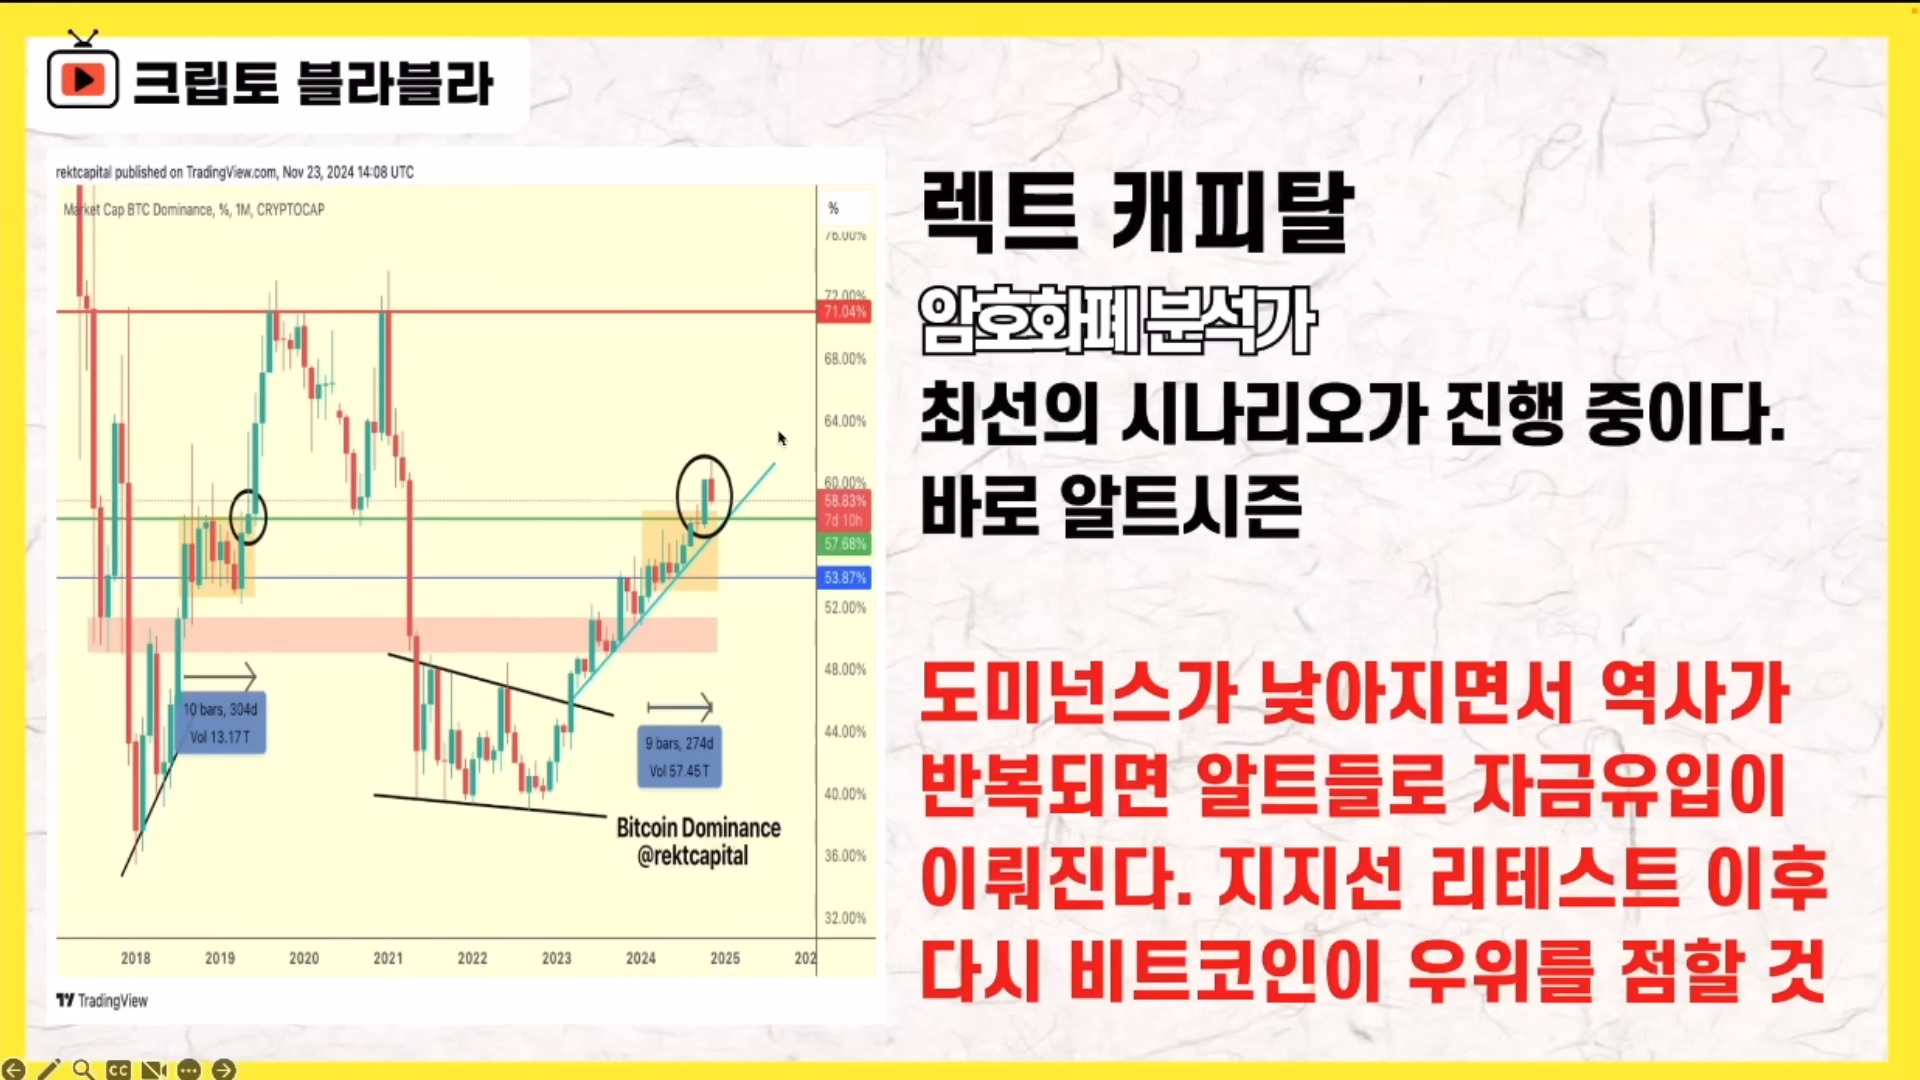 크립토 블라블라
rektcapital published on TradingView.com, Nov 23, 2024 14:08 UTC
Market Cap BTC Dominance, %, 1M, CRYPTOCAP
%
76.00%
72.00%
71.04%
68.00%
64.00%
60.00%
58.83%
7d 10h
57.68%
53.87%
52.00%
48.00%
44.00%
40.00%
36.00%
32.00%
10 bars, 304d
Vol 13.17T
9 bars, 274d
Vol 57.45T
Bitcoin Dominance
@rektcapital
2018 2019 2020 2021 2022 2023 2024 2025 202
TradingView
렉트 캐피탈
암호화폐 분석가
최선의 시나리오가 진행 중이다.
바로 알트시즌
도미넌스가 낮아지면서 역사가
반복되면 알트들로 자금유입이
이뤄진다. 지지선 리테스트 이후
다시 비트코인이 우위를 점할 것
CC